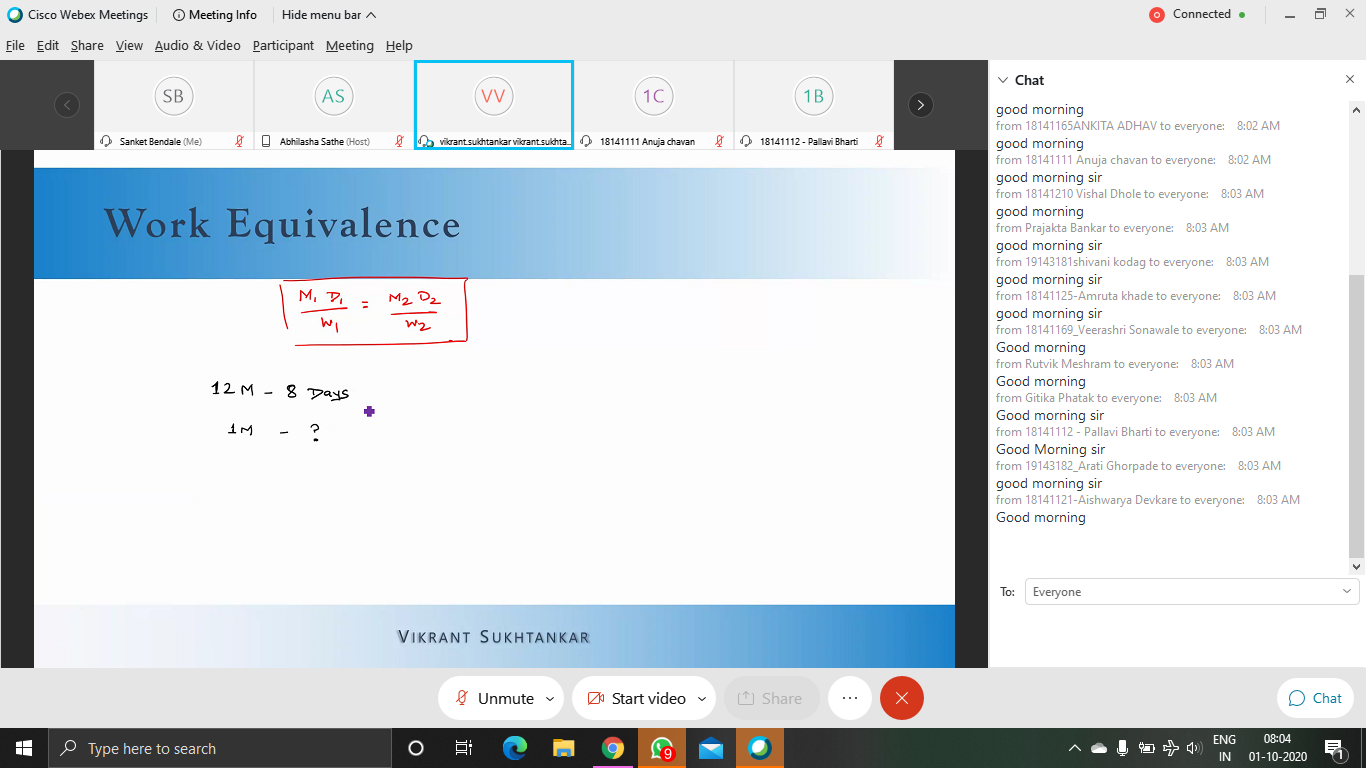 Cisco Webex Meetings
Meeting Info
Hide menu bar
Connected
File Edit Share View Audio & Video Participant Meeting Help
SB
AS
VV
1C
1B
Sanket Bendale (Me)
Abhilasha Sathe (Host)
vikrant.sukhtankar vikrant.sukhta...
18141111 Anuja chavan
18141112 - Pallavi Bharti
Work Equivalence
M1 D1 / W1 = M2 D2 / W2
12 M - 8 Days
1M - ?
VIKRANT SUKHTANKAR
Chat
good morning
from 18141165ANKITA ADHAV to everyone: 8:02 AM
good morning
from 18141111 Anuja chavan to everyone: 8:02 AM
good morning sir
from 18141210 Vishal Dhole to everyone: 8:03 AM
good morning
from Prajakta Bankar to everyone: 8:03 AM
good morning sir
from 19143181shivani kodag to everyone: 8:03 AM
good morning sir
from 18141125-Amruta khade to everyone: 8:03 AM
good morning sir
from 18141169_Veerashri Sonawale to everyone: 8:03 AM
Good morning
from Rutvik Meshram to everyone: 8:03 AM
Good morning
from Gitika Phatak to everyone: 8:03 AM
Good morning sir
from 18141112 - Pallavi Bharti to everyone: 8:03 AM
Good Morning sir
from 19143182_Arati Ghorpade to everyone: 8:03 AM
good morning sir
from 18141121-Aishwarya Devkare to everyone: 8:03 AM
Good morning
To: Everyone
Unmute
Start video
Share
Chat
Type here to search
9
ENG
IN
08:04
01-10-2020
1